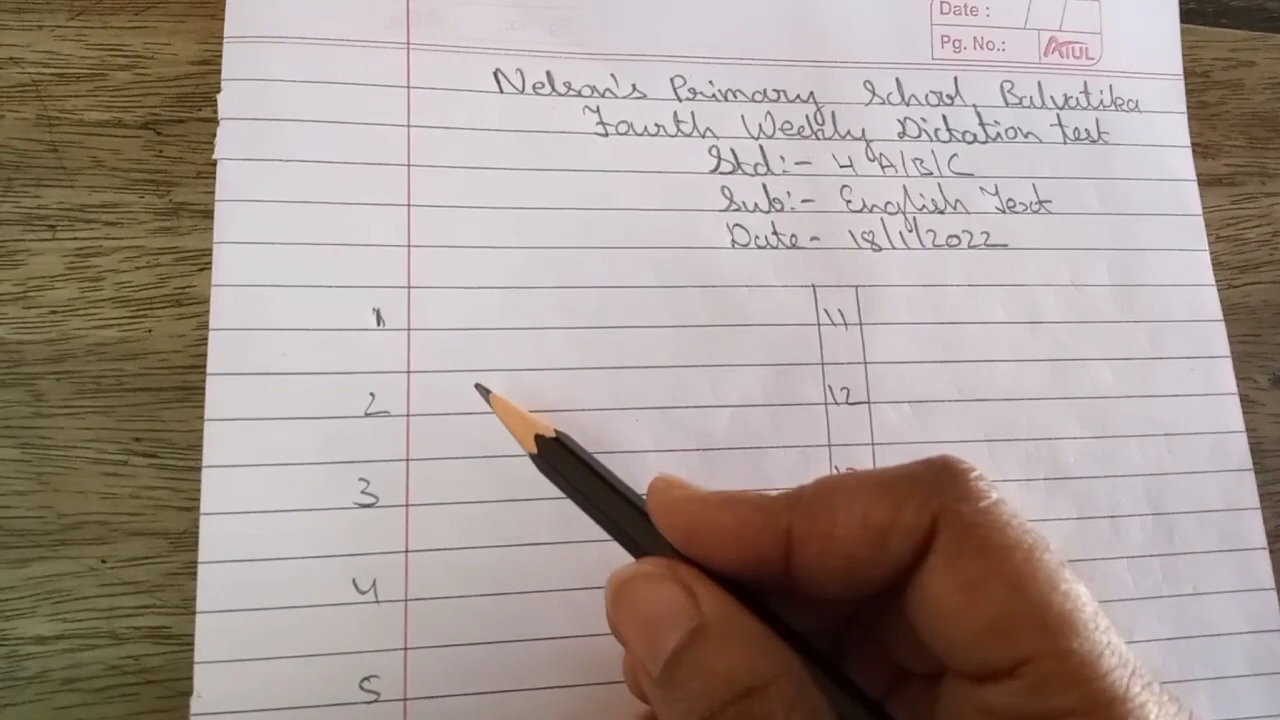 Date : / /
Pg. No.: ATUL
Nelson's Primary School, Balvatika
Fourth Weekly Dictation test
Std:- 4 A/B/C
Sub:- English Text
Date- 18/1/2022
1 11
2 12
3
4
5